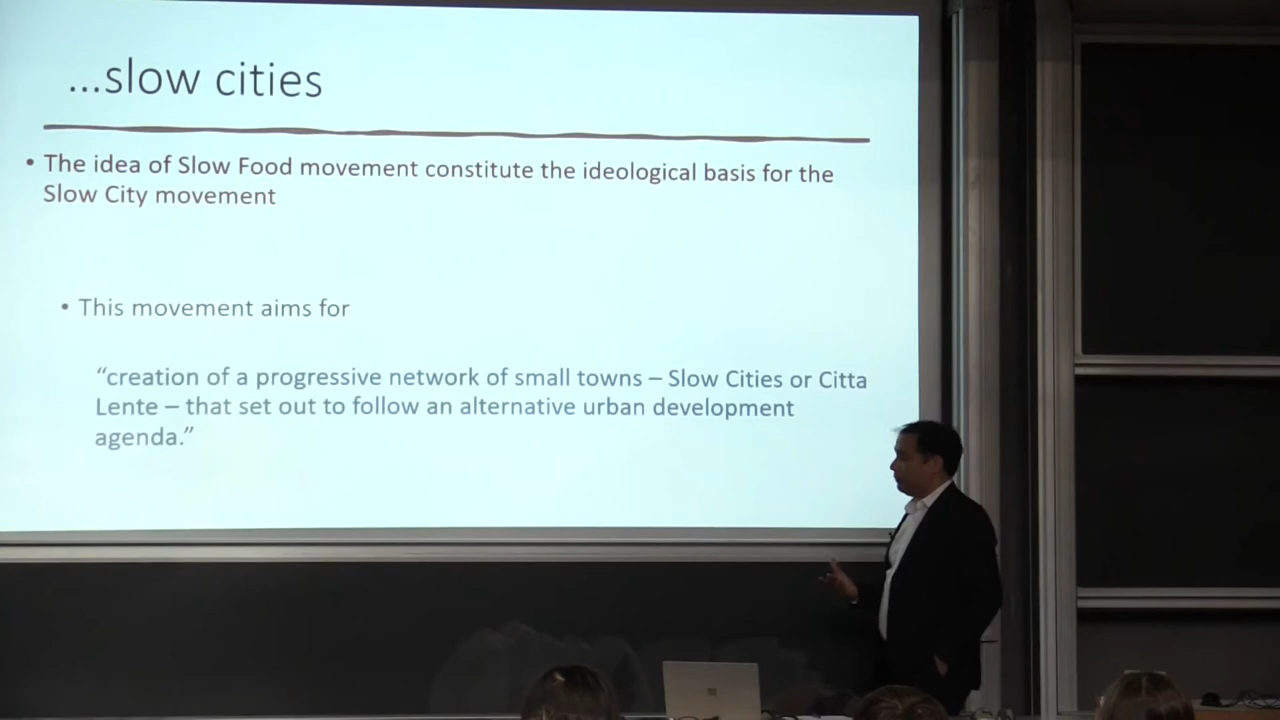 ...slow cities
• The idea of Slow Food movement constitute the ideological basis for the
Slow City movement
• This movement aims for
“creation of a progressive network of small towns – Slow Cities or Citta
Lente – that set out to follow an alternative urban development
agenda.”